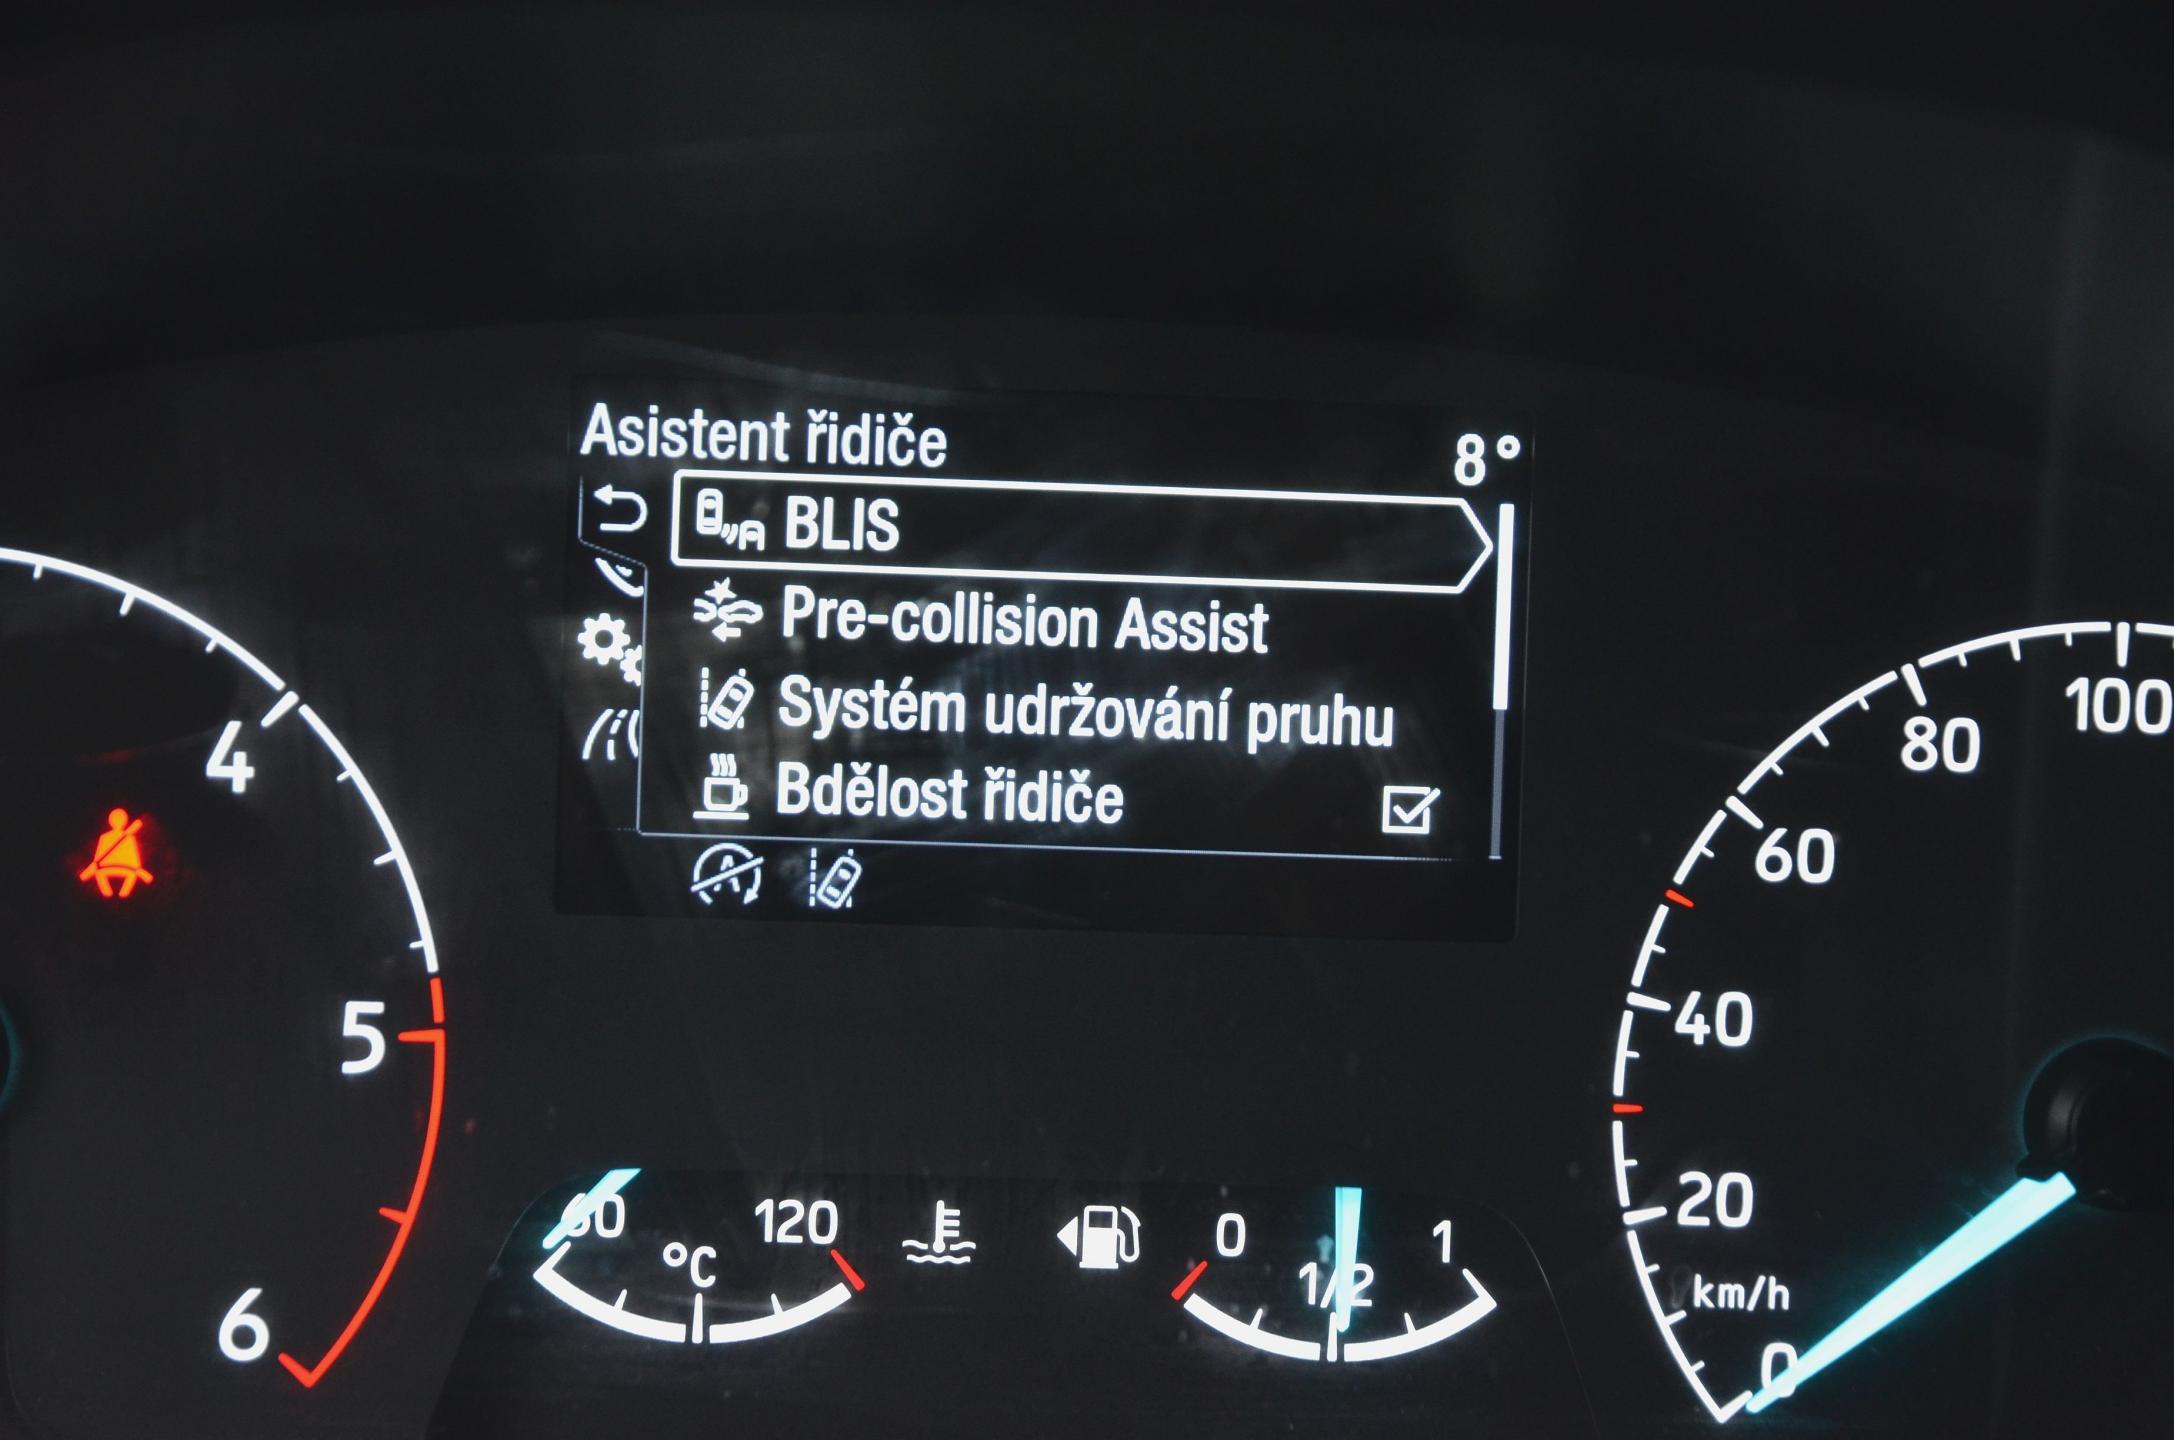 Asistent řidiče
8°
BLIS
Pre-collision Assist
Systém udržování pruhu
Bdělost řidiče
A
4
5
6
60
120
°C
0
1/2
1
100
80
60
40
20
km/h
0